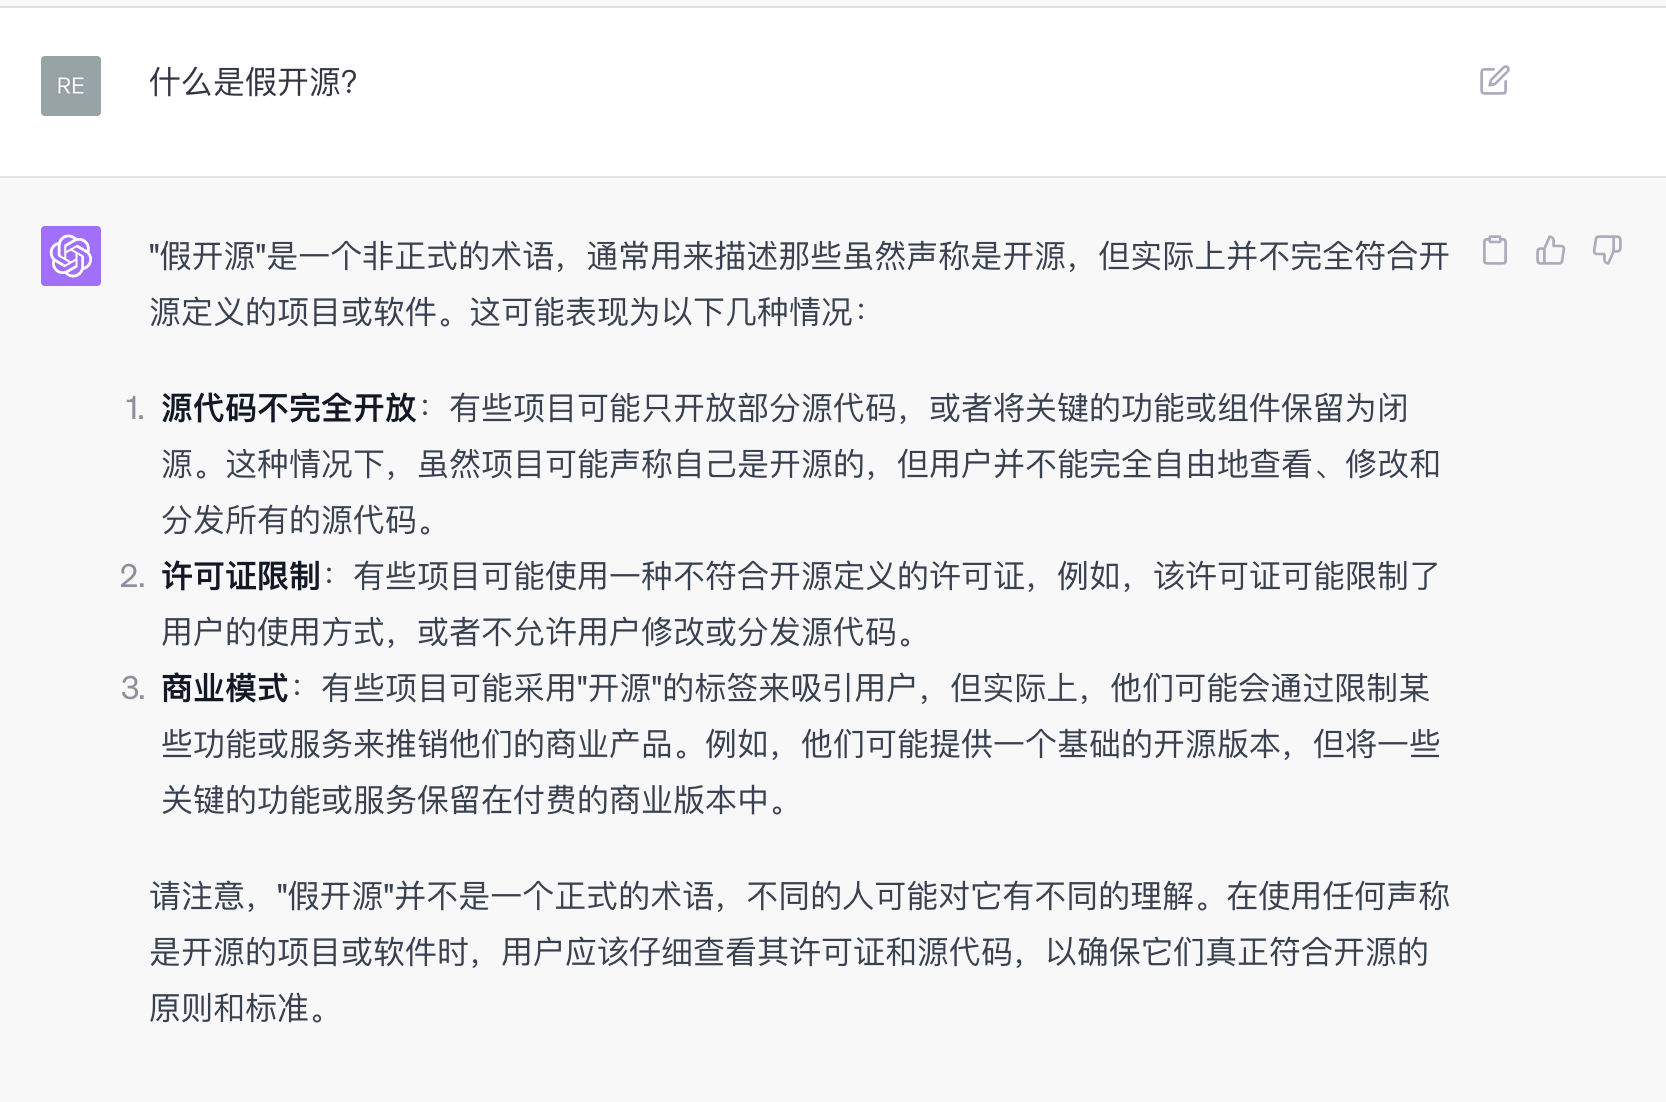 RE
什么是假开源?
"假开源"是一个非正式的术语，通常用来描述那些虽然声称是开源，但实际上并不完全符合开
源定义的项目或软件。这可能表现为以下几种情况：
1. 源代码不完全开放：有些项目可能只开放部分源代码，或者将关键的功能或组件保留为闭
源。这种情况下，虽然项目可能声称自己是开源的，但用户并不能完全自由地查看、修改和
分发所有的源代码。
2. 许可证限制：有些项目可能使用一种不符合开源定义的许可证，例如，该许可证可能限制了
用户的使用方式，或者不允许用户修改或分发源代码。
3. 商业模式：有些项目可能采用"开源"的标签来吸引用户，但实际上，他们可能会通过限制某
些功能或服务来推销他们的商业产品。例如，他们可能提供一个基础的开源版本，但将一些
关键的功能或服务保留在付费的商业版本中。
请注意，"假开源"并不是一个正式的术语，不同的人可能对它有不同的理解。在使用任何声称
是开源的项目或软件时，用户应该仔细查看其许可证和源代码，以确保它们真正符合开源的
原则和标准。